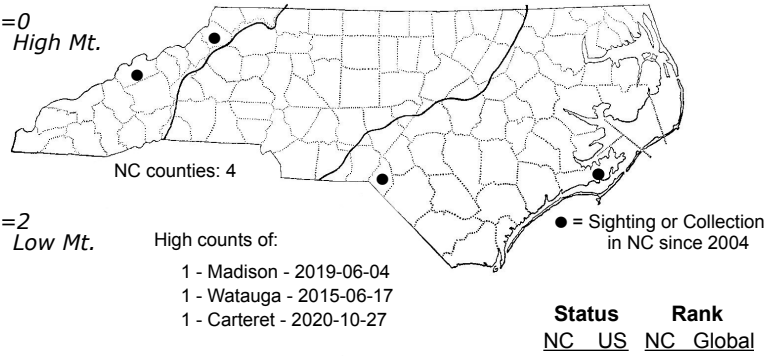 =0
High Mt.
NC counties: 4
=2
Low Mt.
High counts of:
1 - Madison - 2019-06-04
1 - Watauga - 2015-06-17
1 - Carteret - 2020-10-27
● = Sighting or Collection
in NC since 2004
Status Rank
NC US NC Global